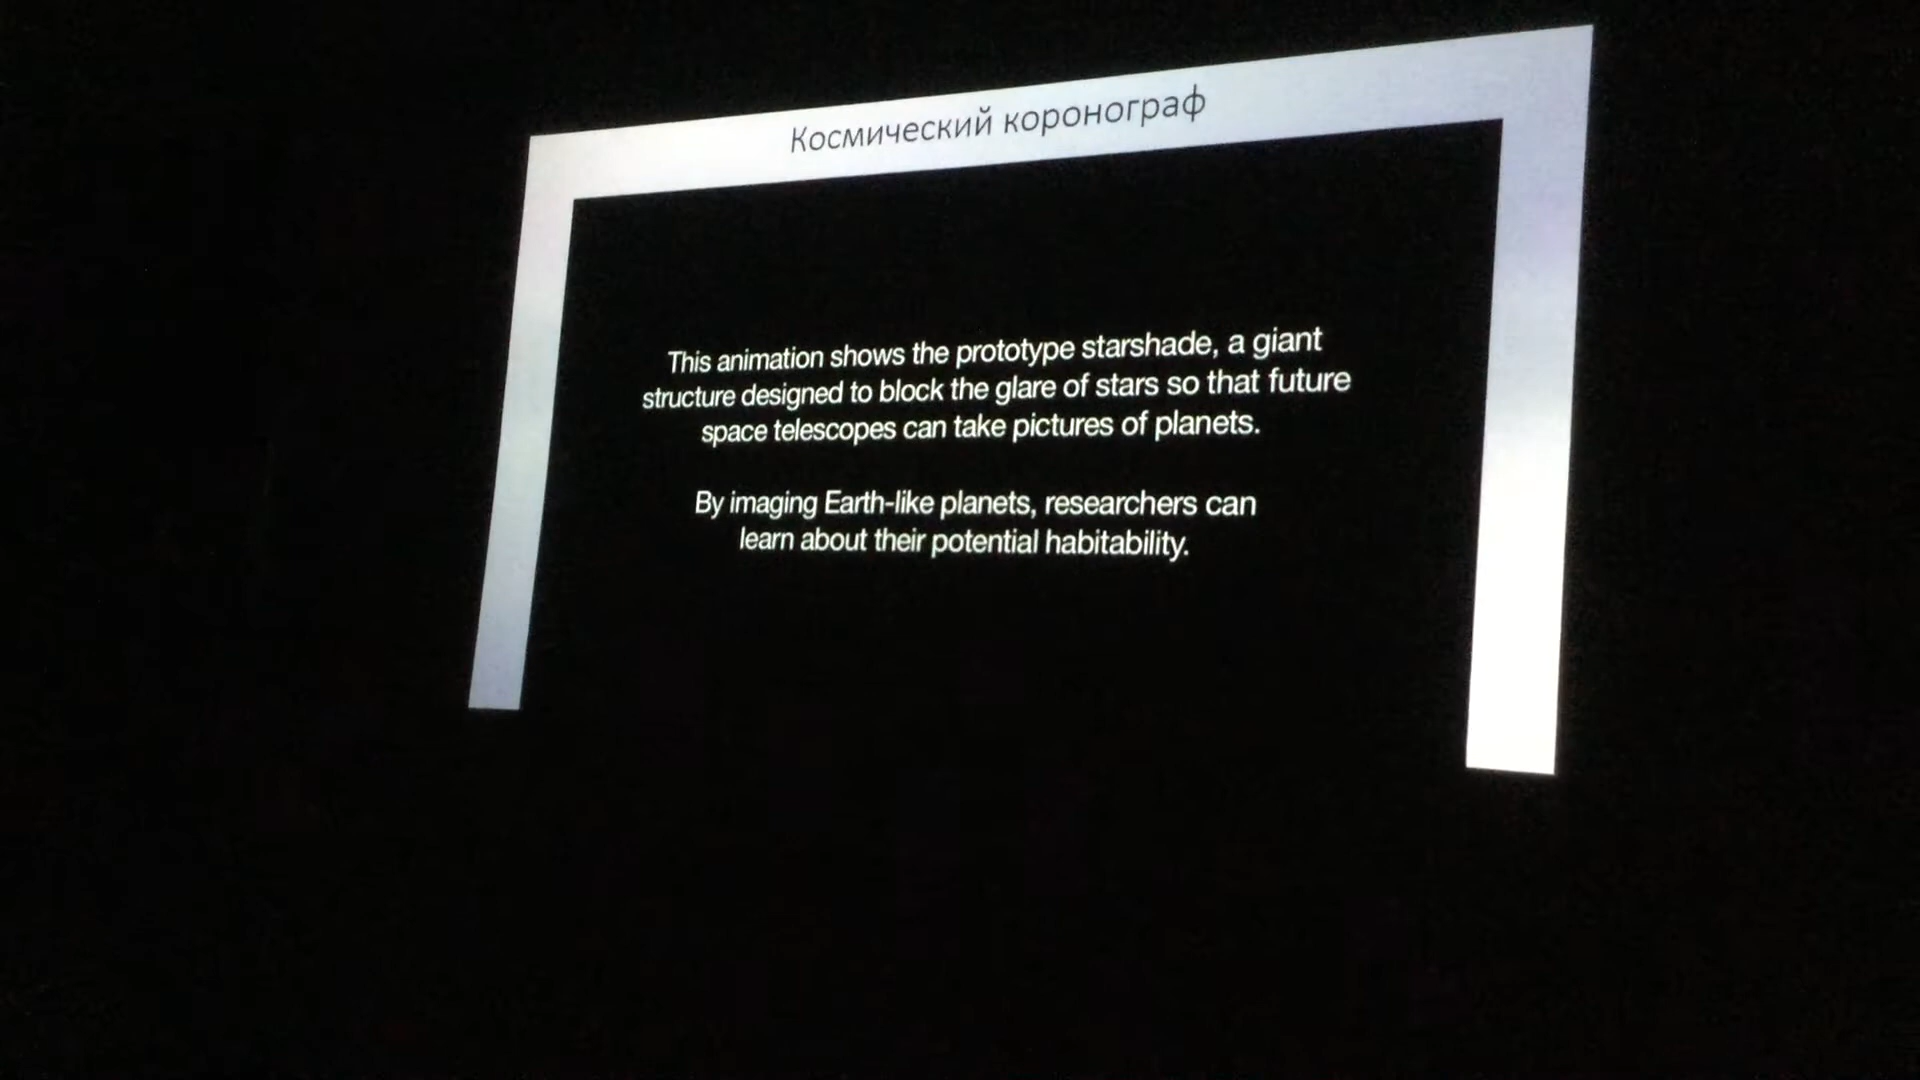 Космический коронограф
This animation shows the prototype starshade, a giant
structure designed to block the glare of stars so that future
space telescopes can take pictures of planets.
By imaging Earth-like planets, researchers can
learn about their potential habitability.